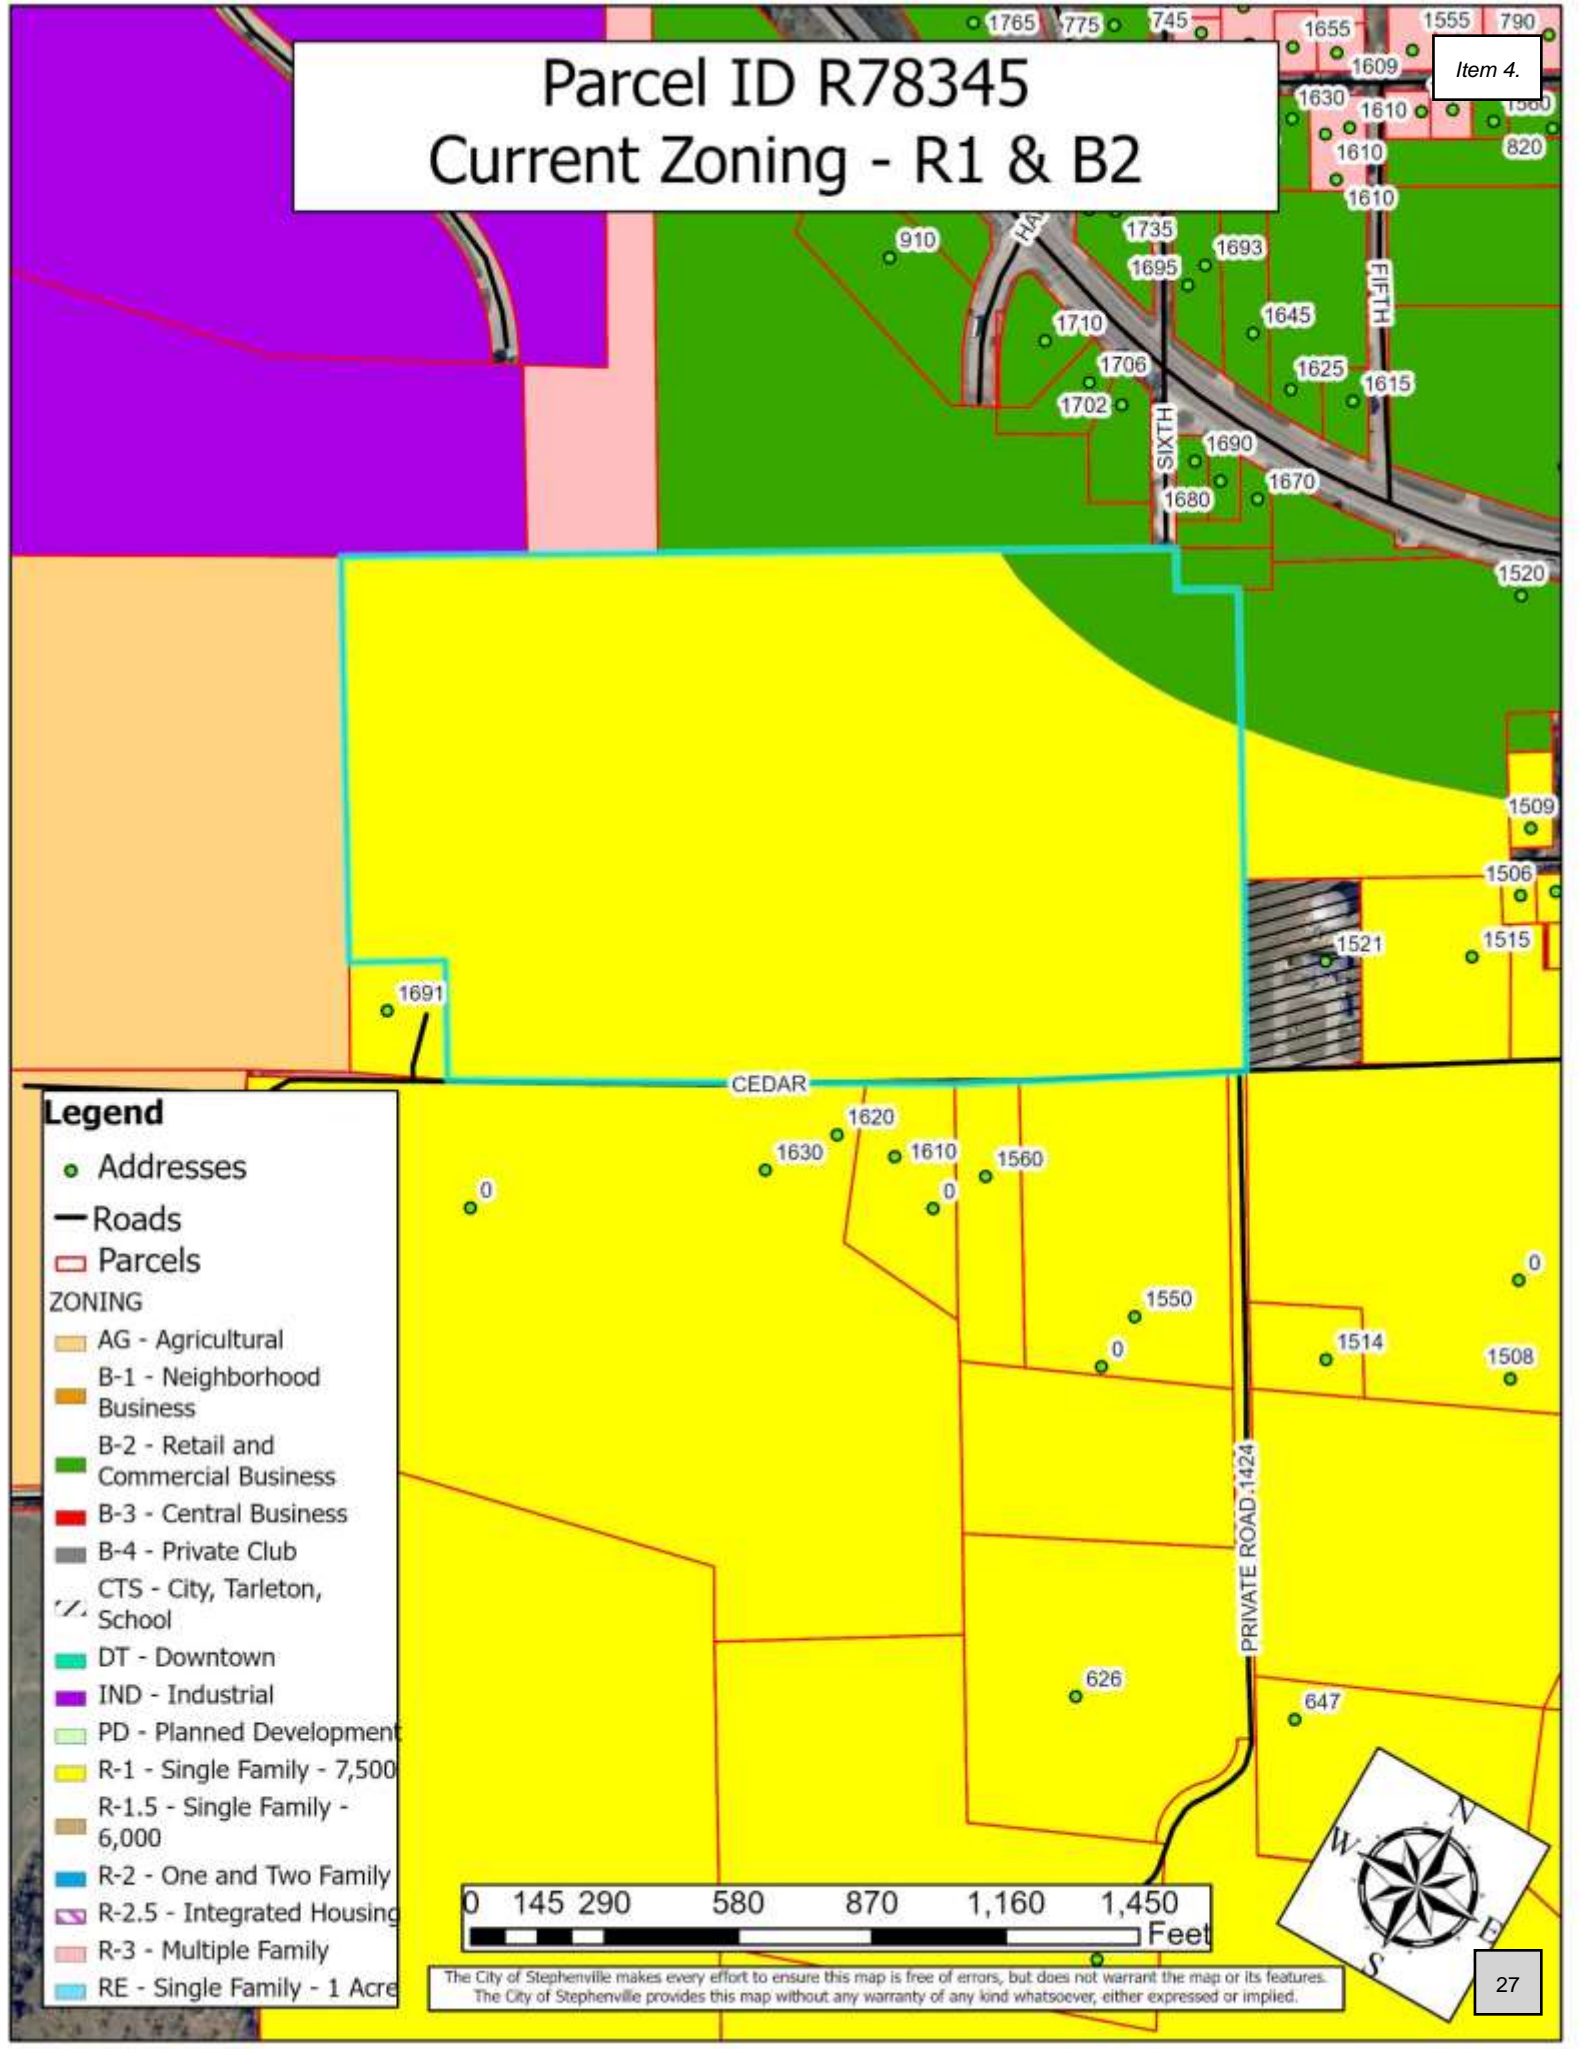 Parcel ID R78345
Current Zoning - R1 & B2
Item 4.
1765
775
745
1655
1555
790
1609
1630
1610
1560
820
1610
1610
910
HA
1735
1695
1693
FIFTH
1710
1645
1706
1702
1625
1615
SIXTH
1690
1680
1670
1520
1509
1506
1521
1515
1691
CEDAR
1620
1630
1610
1560
0
0
0
1550
0
1514
1508
PRIVATE ROAD 1424
626
647
Legend
Addresses
Roads
Parcels
ZONING
AG - Agricultural
B-1 - Neighborhood
Business
B-2 - Retail and
Commercial Business
B-3 - Central Business
B-4 - Private Club
CTS - City, Tarleton,
School
DT - Downtown
IND - Industrial
PD - Planned Development
R-1 - Single Family - 7,500
R-1.5 - Single Family -
6,000
R-2 - One and Two Family
R-2.5 - Integrated Housing
R-3 - Multiple Family
RE - Single Family - 1 Acre
0 145 290 580 870 1,160 1,450
Feet
The City of Stephenville makes every effort to ensure this map is free of errors, but does not warrant the map or its features.
The City of Stephenville provides this map without any warranty of any kind whatsoever, either expressed or implied.
N
W
E
S
27